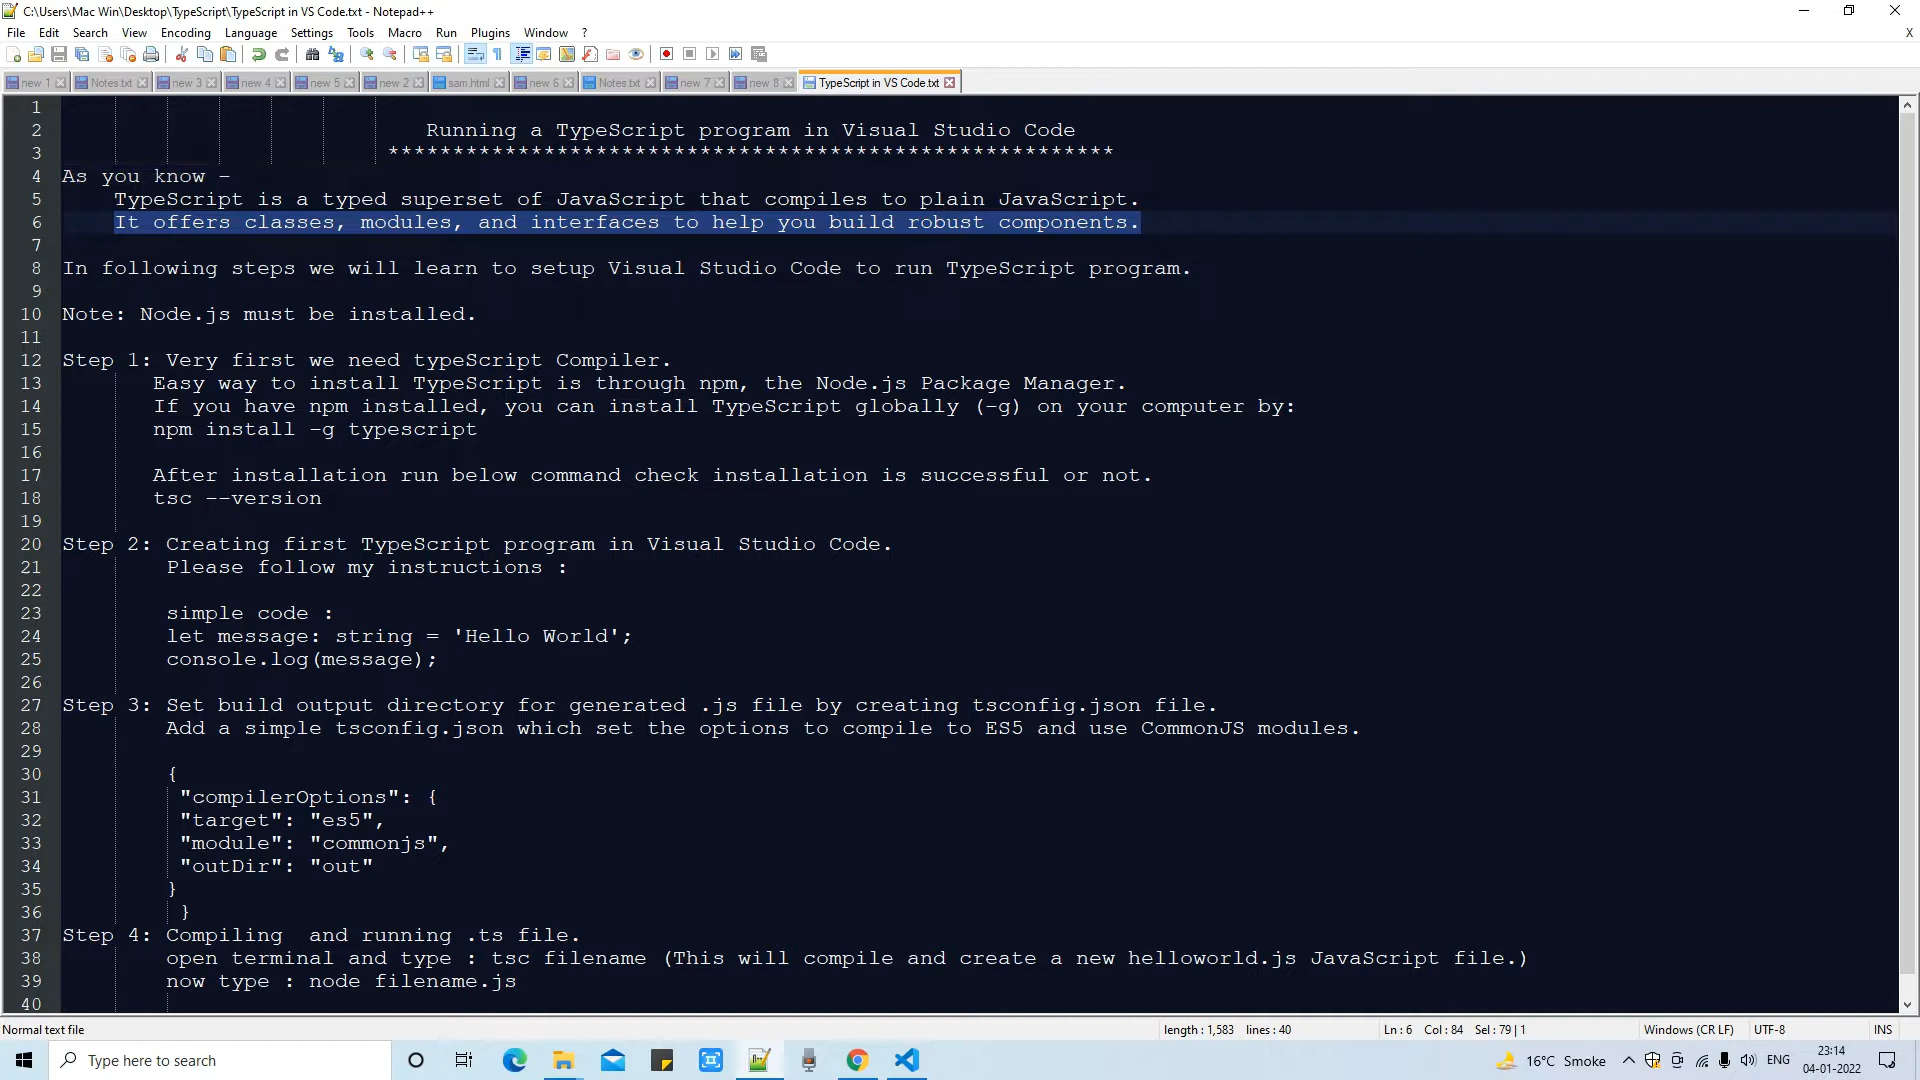 C:\Users\Mac Win\Desktop\TypeScript\TypeScript in VS Code.txt - Notepad++
File Edit Search View Encoding Language Settings Tools Macro Run Plugins Window ? X
new 1 Notes.txt new 3 new 4 new 5 new 2 sam.html new 6 Notes.txt new 7 new 8 TypeScript in VS Code.txt
1
2 Running a TypeScript program in Visual Studio Code
3 ********************************************************
4 As you know -
5 TypeScript is a typed superset of JavaScript that compiles to plain JavaScript.
6 It offers classes, modules, and interfaces to help you build robust components.
7
8 In following steps we will learn to setup Visual Studio Code to run TypeScript program.
9
10 Note: Node.js must be installed.
11
12 Step 1: Very first we need typeScript Compiler.
13 Easy way to install TypeScript is through npm, the Node.js Package Manager.
14 If you have npm installed, you can install TypeScript globally (-g) on your computer by:
15 npm install -g typescript
16
17 After installation run below command check installation is successful or not.
18 tsc --version
19
20 Step 2: Creating first TypeScript program in Visual Studio Code.
21 Please follow my instructions :
22
23 simple code :
24 let message: string = 'Hello World';
25 console.log(message);
26
27 Step 3: Set build output directory for generated .js file by creating tsconfig.json file.
28 Add a simple tsconfig.json which set the options to compile to ES5 and use CommonJS modules.
29
30 {
31 "compilerOptions": {
32 "target": "es5",
33 "module": "commonjs",
34 "outDir": "out"
35 }
36 }
37 Step 4: Compiling  and running .ts file.
38 open terminal and type : tsc filename (This will compile and create a new helloworld.js JavaScript file.)
39 now type : node filename.js
40
Normal text file length : 1,583 lines : 40 Ln : 6 Col : 84 Sel : 79 | 1 Windows (CR LF) UTF-8 INS
Type here to search 16°C Smoke ENG 23:14
04-01-2022